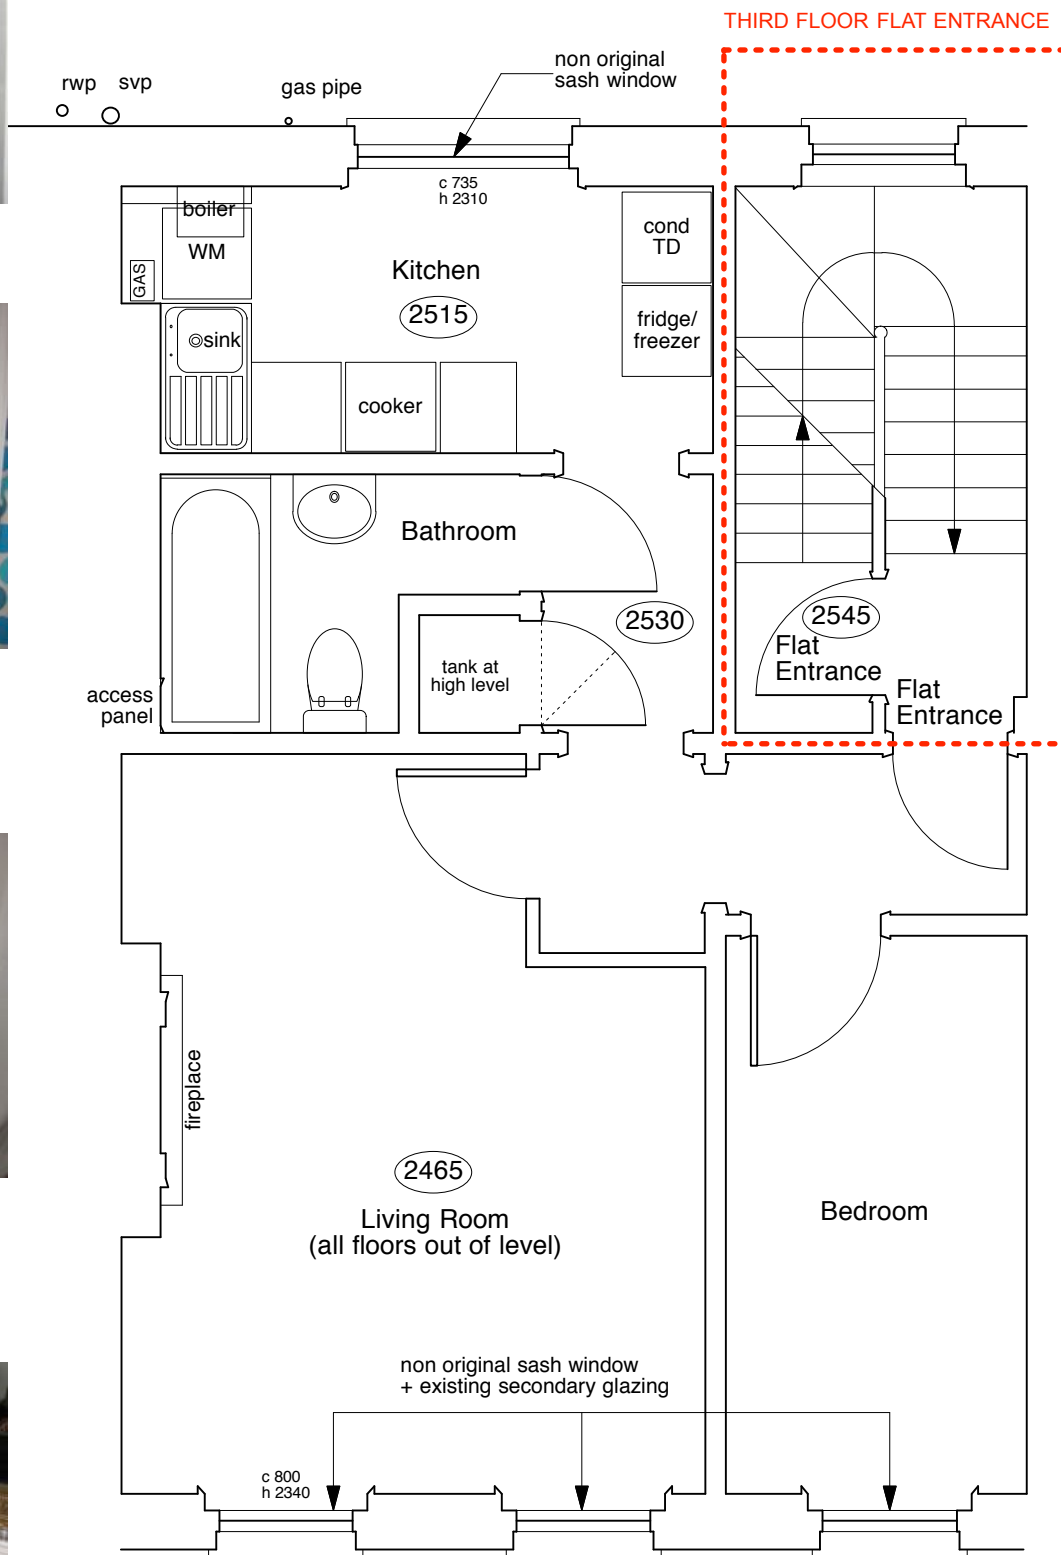 THIRD FLOOR FLAT ENTRANCE
non original
sash window
rwp
svp
gas pipe
c 735
h 2310
boiler
WM
GAS
Kitchen
2515
cond
TD
fridge/
freezer
sink
cooker
Bathroom
2530
2545
Flat
Entrance
Flat
Entrance
tank at
high level
access
panel
fireplace
2465
Living Room
(all floors out of level)
Bedroom
non original sash window
+ existing secondary glazing
c 800
h 2340